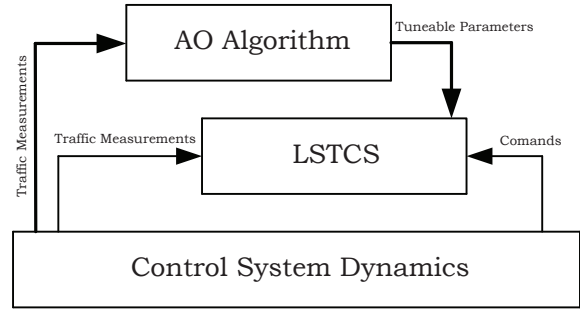 AO Algorithm
Tuneable Parameters
Traffic Measurements
Traffic Measurements
LSTCS
Comands
Control System Dynamics